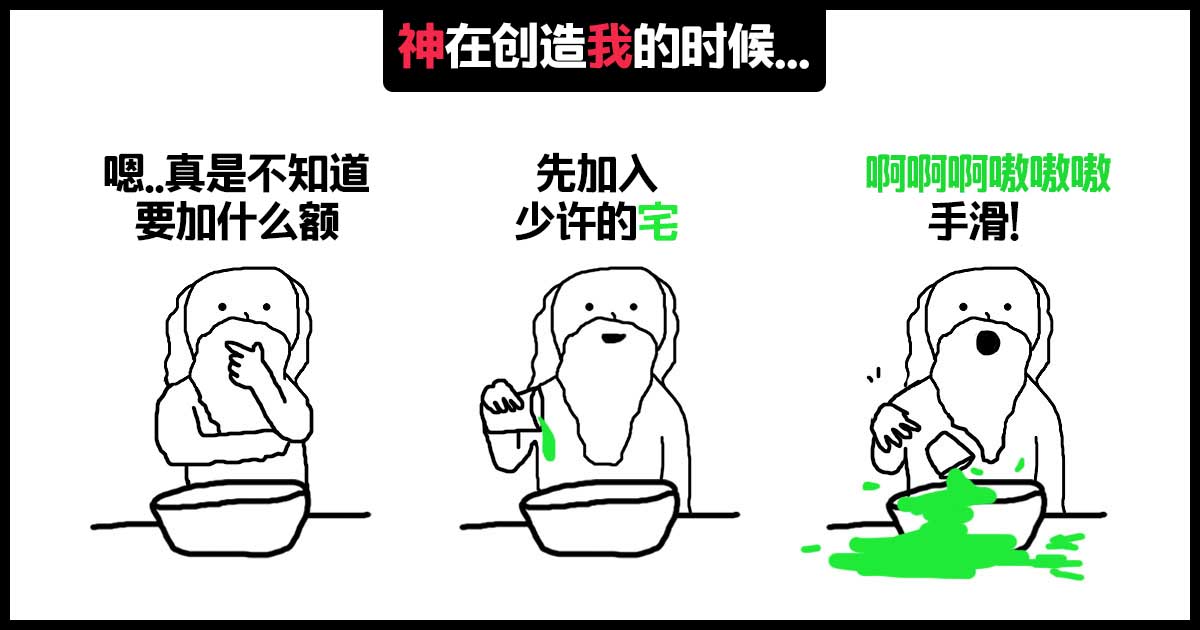 神在创造我的时候...
嗯..真是不知道
要加什么额
先加入
少许的宅
啊啊啊嗷嗷嗷
手滑!